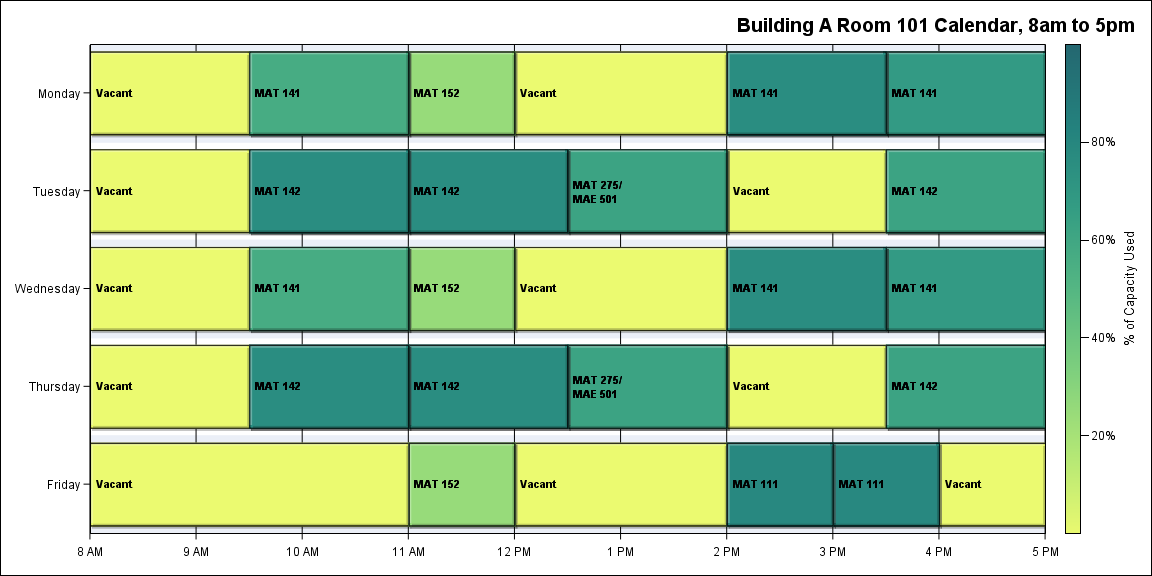 Building A Room 101 Calendar, 8am to 5pm
Monday
Vacant
MAT 141
MAT 152
Vacant
MAT 141
MAT 141
Tuesday
Vacant
MAT 142
MAT 142
MAT 275/
MAE 501
Vacant
MAT 142
Wednesday
Vacant
MAT 141
MAT 152
Vacant
MAT 141
MAT 141
Thursday
Vacant
MAT 142
MAT 142
MAT 275/
MAE 501
Vacant
MAT 142
Friday
Vacant
MAT 152
Vacant
MAT 111
MAT 111
Vacant
8 AM
9 AM
10 AM
11 AM
12 PM
1 PM
2 PM
3 PM
4 PM
5 PM
80%
60%
40%
20%
% of Capacity Used